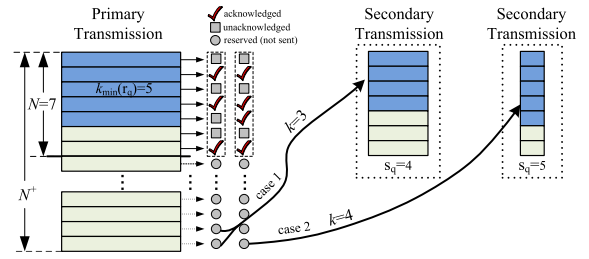 Primary
Transmission
acknowledged
unacknowledged
reserved (not sent)
Secondary
Transmission
Secondary
Transmission
N=7
k_min(r_q)=5
N^+
k=3
case 1
case 2
k=4
s_q=4
s_q=5